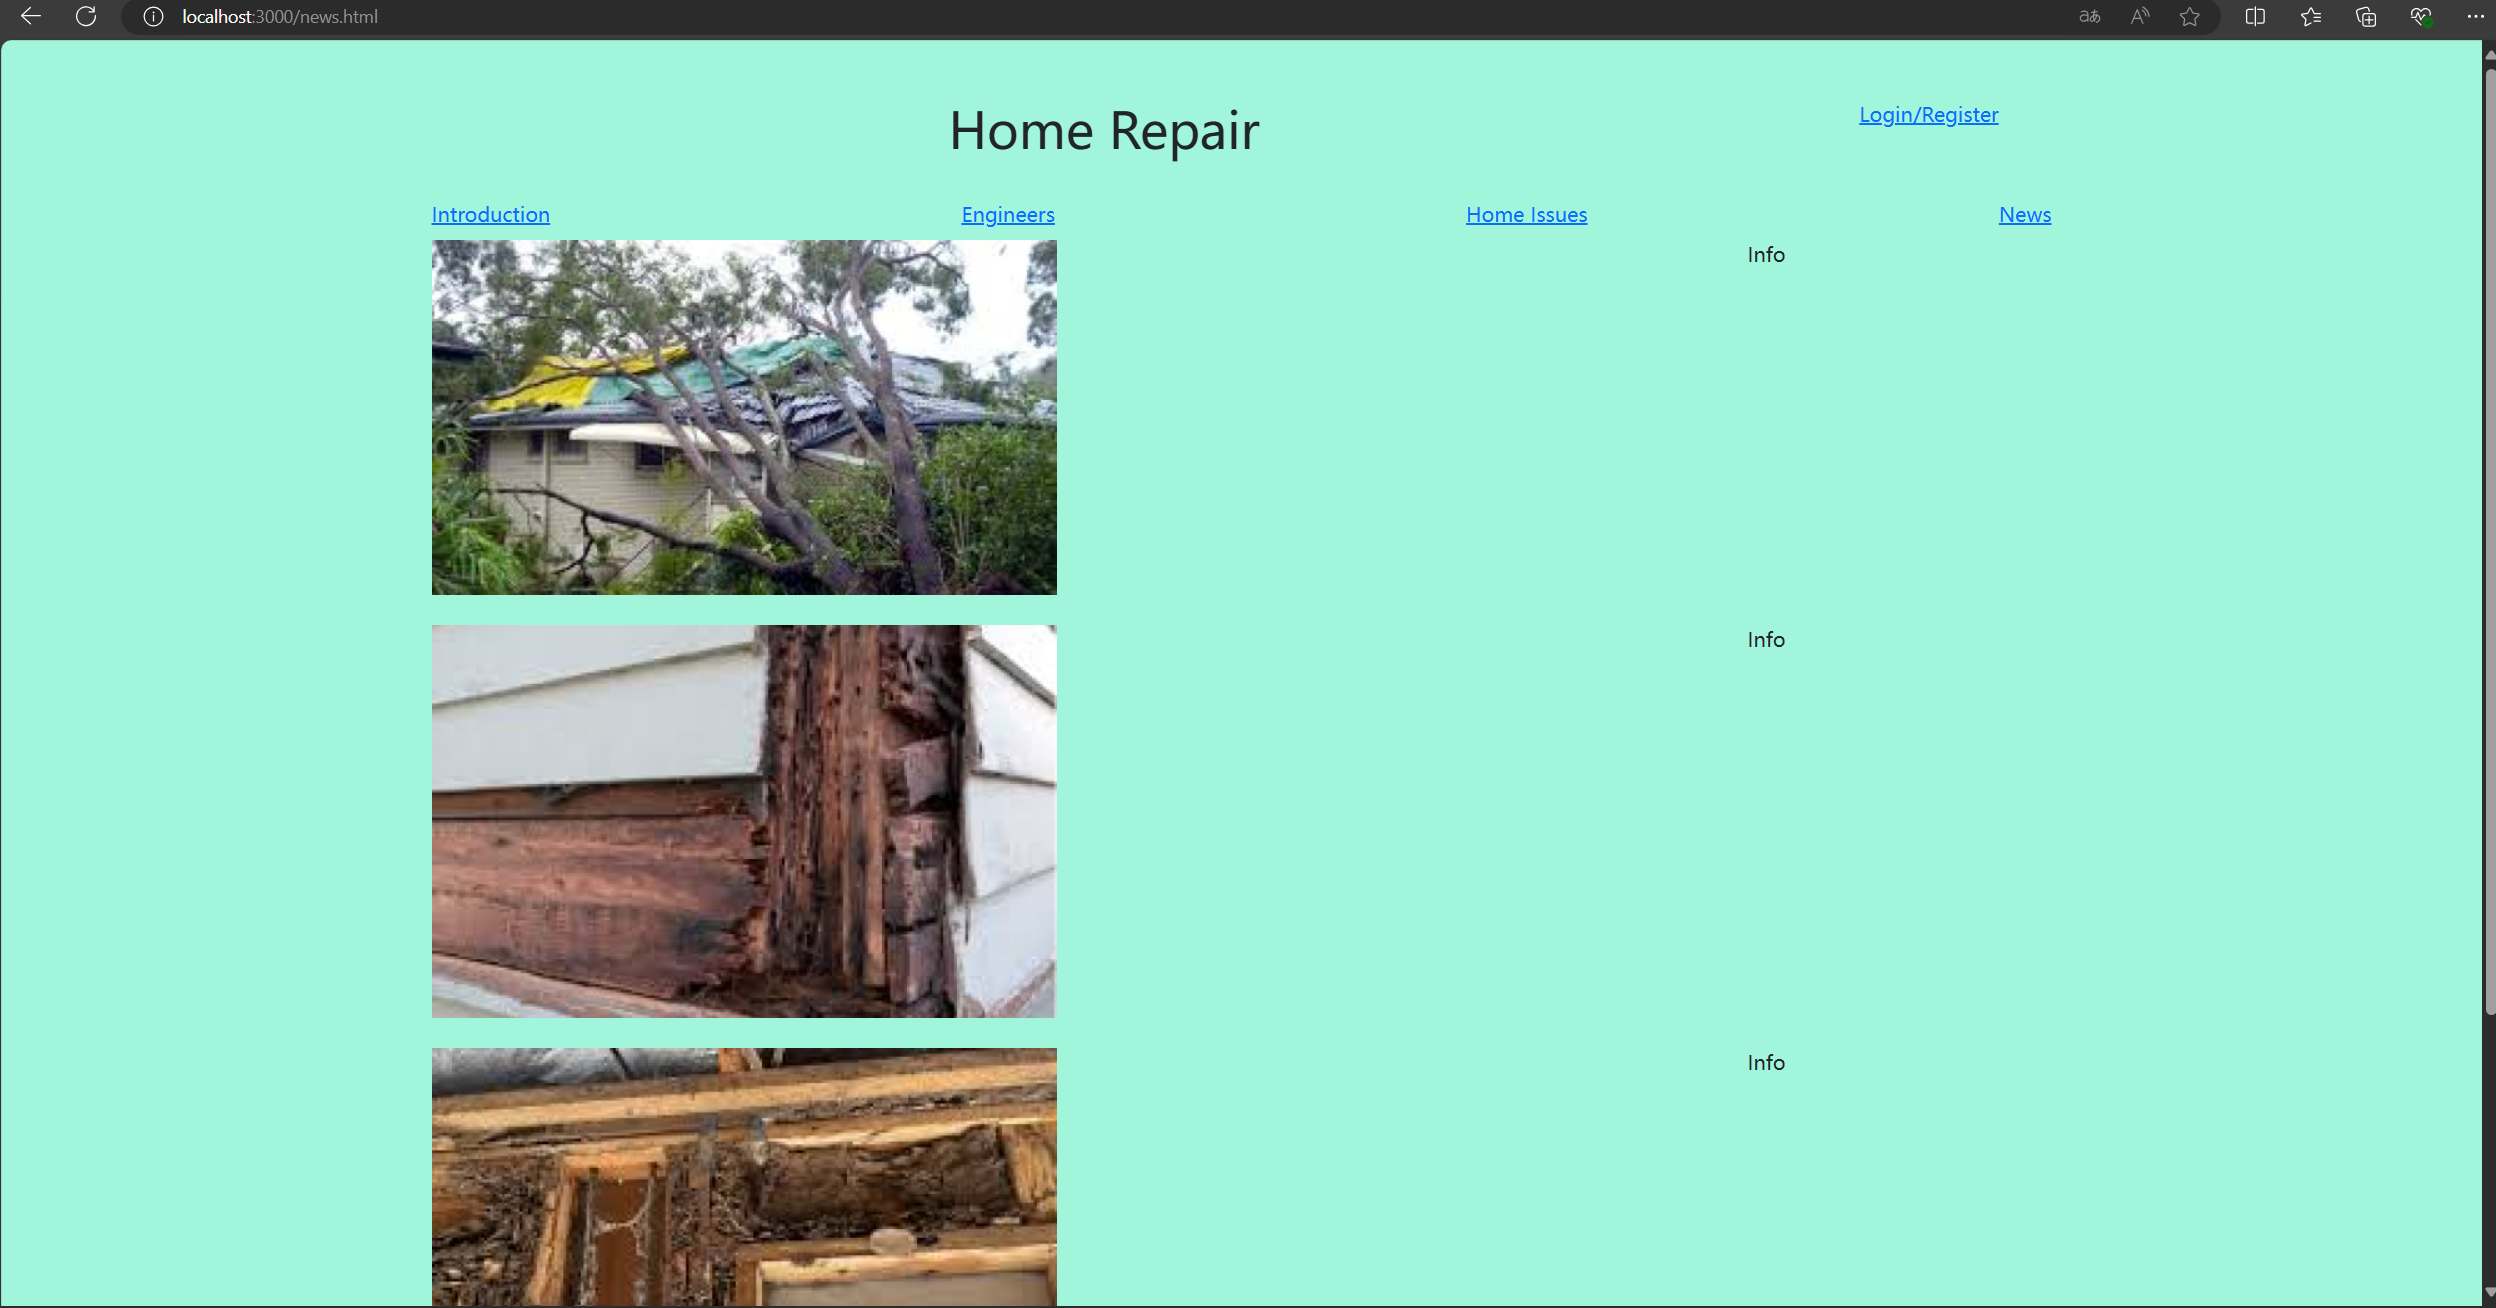 localhost:3000/news.html
Home Repair
Login/Register
Introduction Engineers Home Issues News
Info
Info
Info